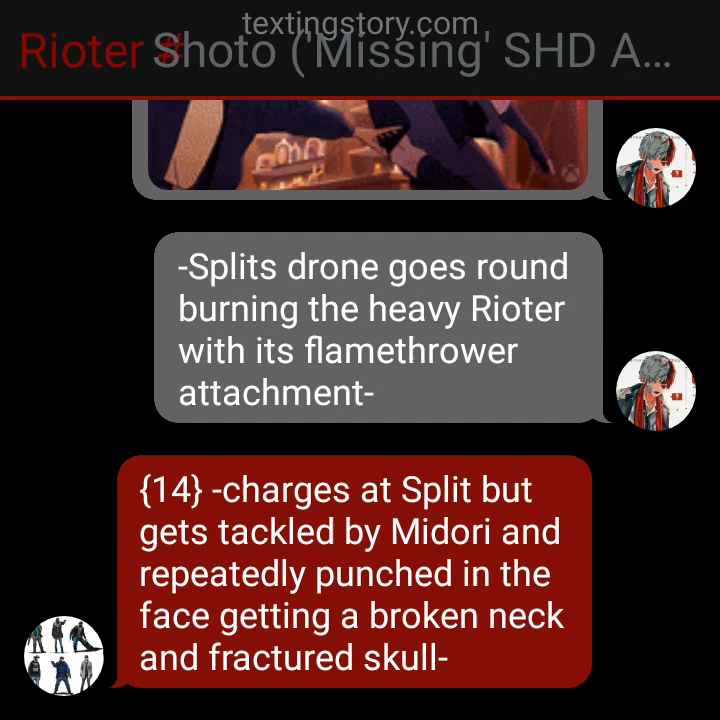 textingstory.com
Rioter #
Shoto ('Missing' SHD A...
-Splits drone goes round
burning the heavy Rioter
with its flamethrower
attachment-
{14} -charges at Split but
gets tackled by Midori and
repeatedly punched in the
face getting a broken neck
and fractured skull-